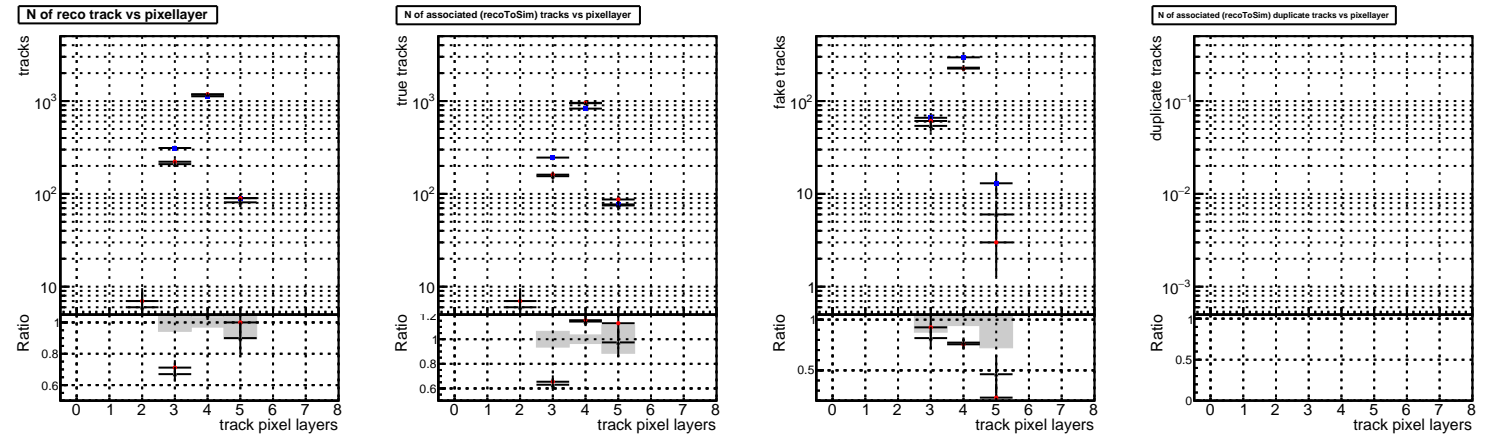 N of reco track vs pixellayer
tracks
10³
10²
10
Ratio
1
0.8
0.6
0 1 2 3 4 5 6 7 8
track pixel layers
N of associated (recoToSim) tracks vs pixellayer
true tracks
10³
10²
10
Ratio
1.2
1
0.8
0.6
0 1 2 3 4 5 6 7 8
track pixel layers
fake tracks
10²
10
1
Ratio
1
0.5
0 1 2 3 4 5 6 7 8
track pixel layers
N of associated (recoToSim) duplicate tracks vs pixellayer
duplicate tracks
10⁻¹
10⁻²
10⁻³
Ratio
1
0.5
0
0 1 2 3 4 5 6 7 8
track pixel layers